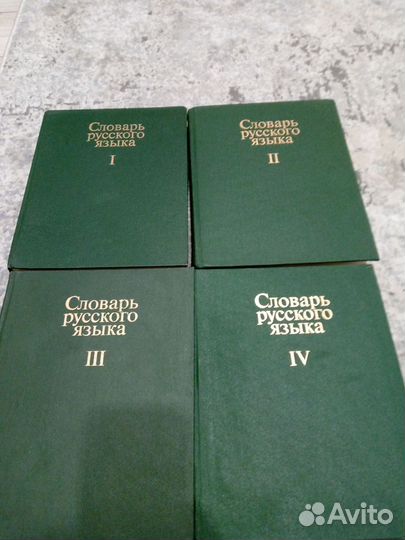 Словарь
русского
языка
I
Словарь
русского
языка
II
Словарь
русского
языка
III
Словарь
русского
языка
IV
Avito